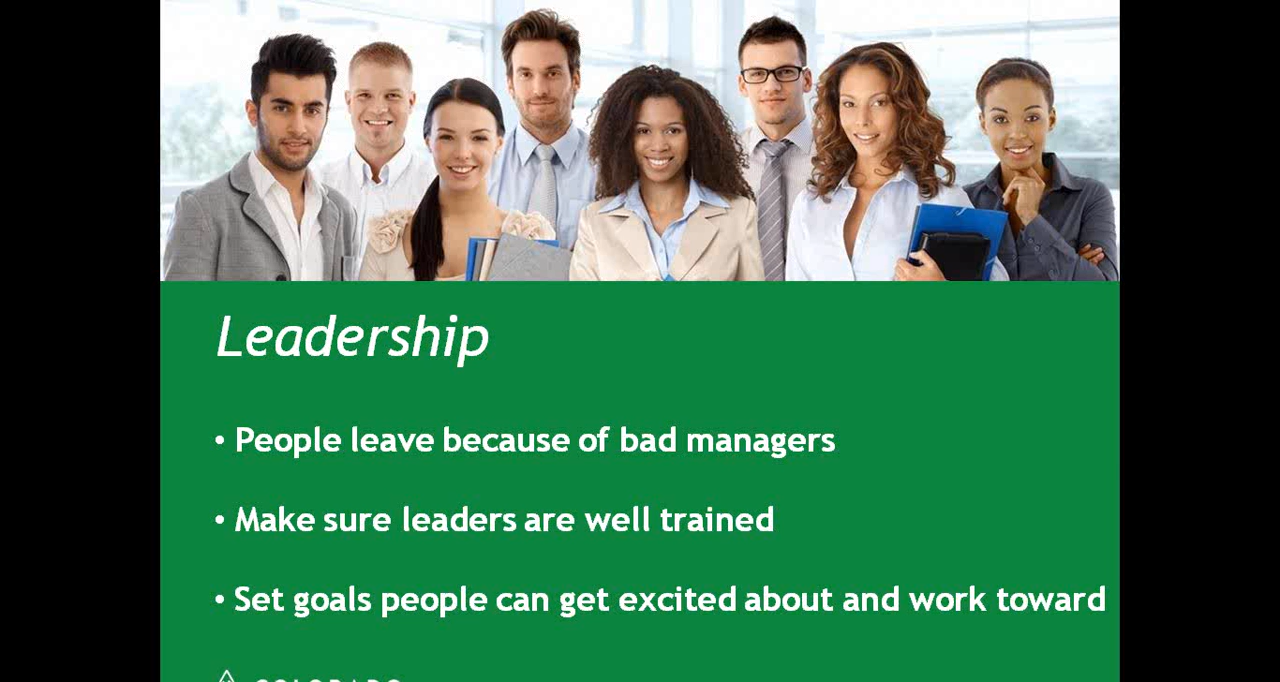 Leadership
• People leave because of bad managers
• Make sure leaders are well trained
• Set goals people can get excited about and work toward
COLORADO